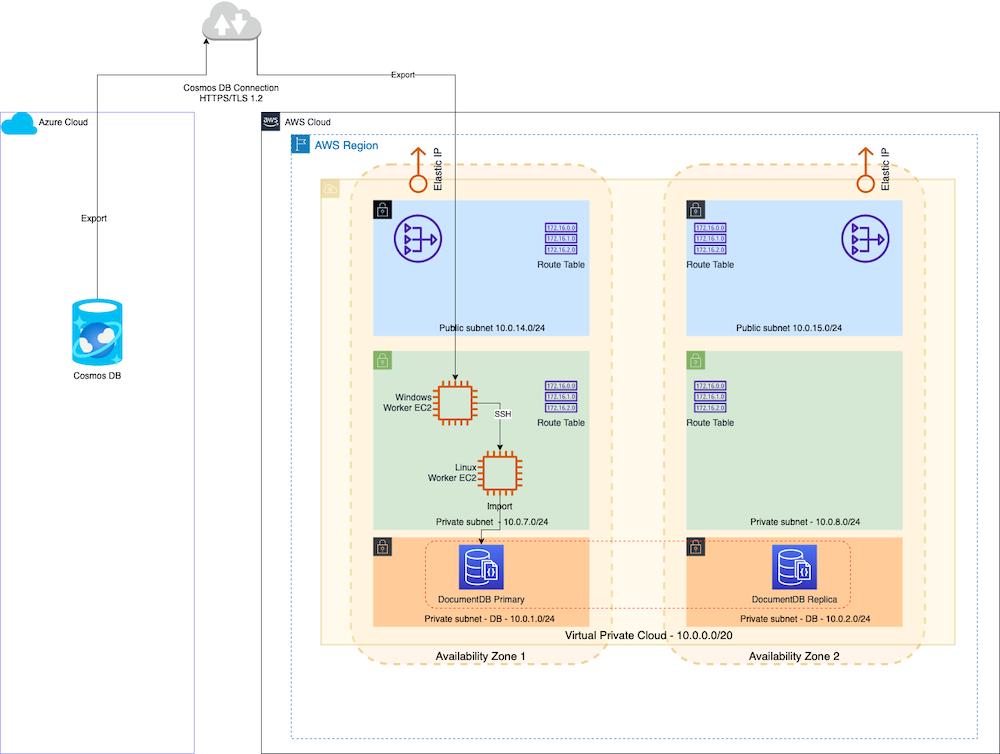 Cosmos DB Connection
HTTPS/TLS 1.2
Export
Azure Cloud
Export
Cosmos DB
aws
AWS Cloud
AWS Region
Elastic IP
Elastic IP
172.16.0.0
172.16.1.0
172.16.2.0
Route Table
Public subnet 10.0.14.0/24
172.16.0.0
172.16.1.0
172.16.2.0
Route Table
Public subnet 10.0.15.0/24
Windows
Worker EC2
SSH
172.16.0.0
172.16.1.0
172.16.2.0
Route Table
Linux
Worker EC2
Import
Private subnet - 10.0.7.0/24
172.16.0.0
172.16.1.0
172.16.2.0
Route Table
Private subnet - 10.0.8.0/24
DocumentDB Primary
Private subnet - DB - 10.0.1.0/24
DocumentDB Replica
Private subnet - DB - 10.0.2.0/24
Virtual Private Cloud - 10.0.0.0/20
Availability Zone 1
Availability Zone 2